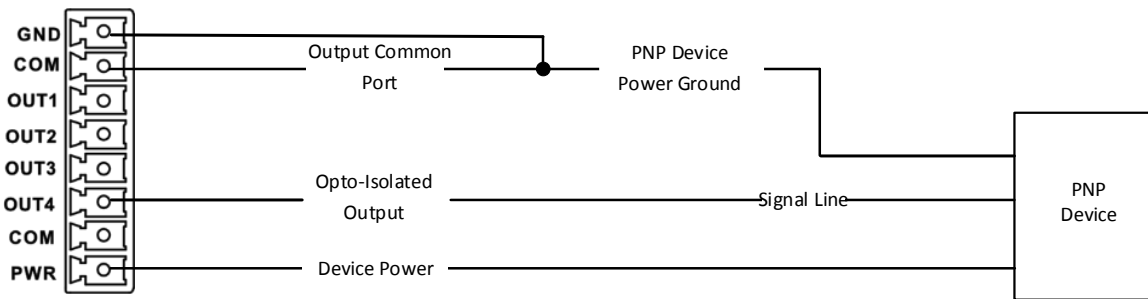 GND
COM
OUT1
OUT2
OUT3
OUT4
COM
PWR
Output Common
Port
PNP Device
Power Ground
Opto-Isolated
Output
Signal Line
Device Power
PNP
Device